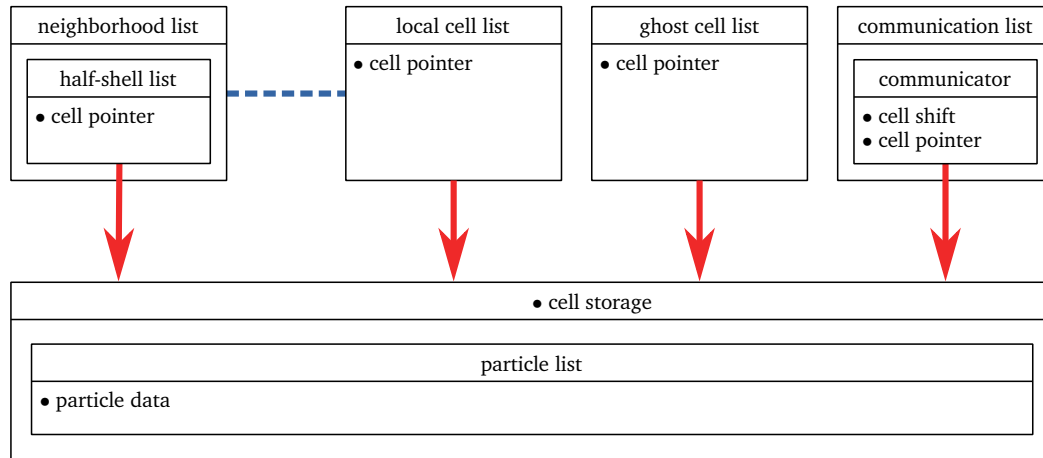 neighborhood list
half-shell list
• cell pointer
local cell list
• cell pointer
ghost cell list
• cell pointer
communication list
communicator
• cell shift
• cell pointer
• cell storage
particle list
• particle data